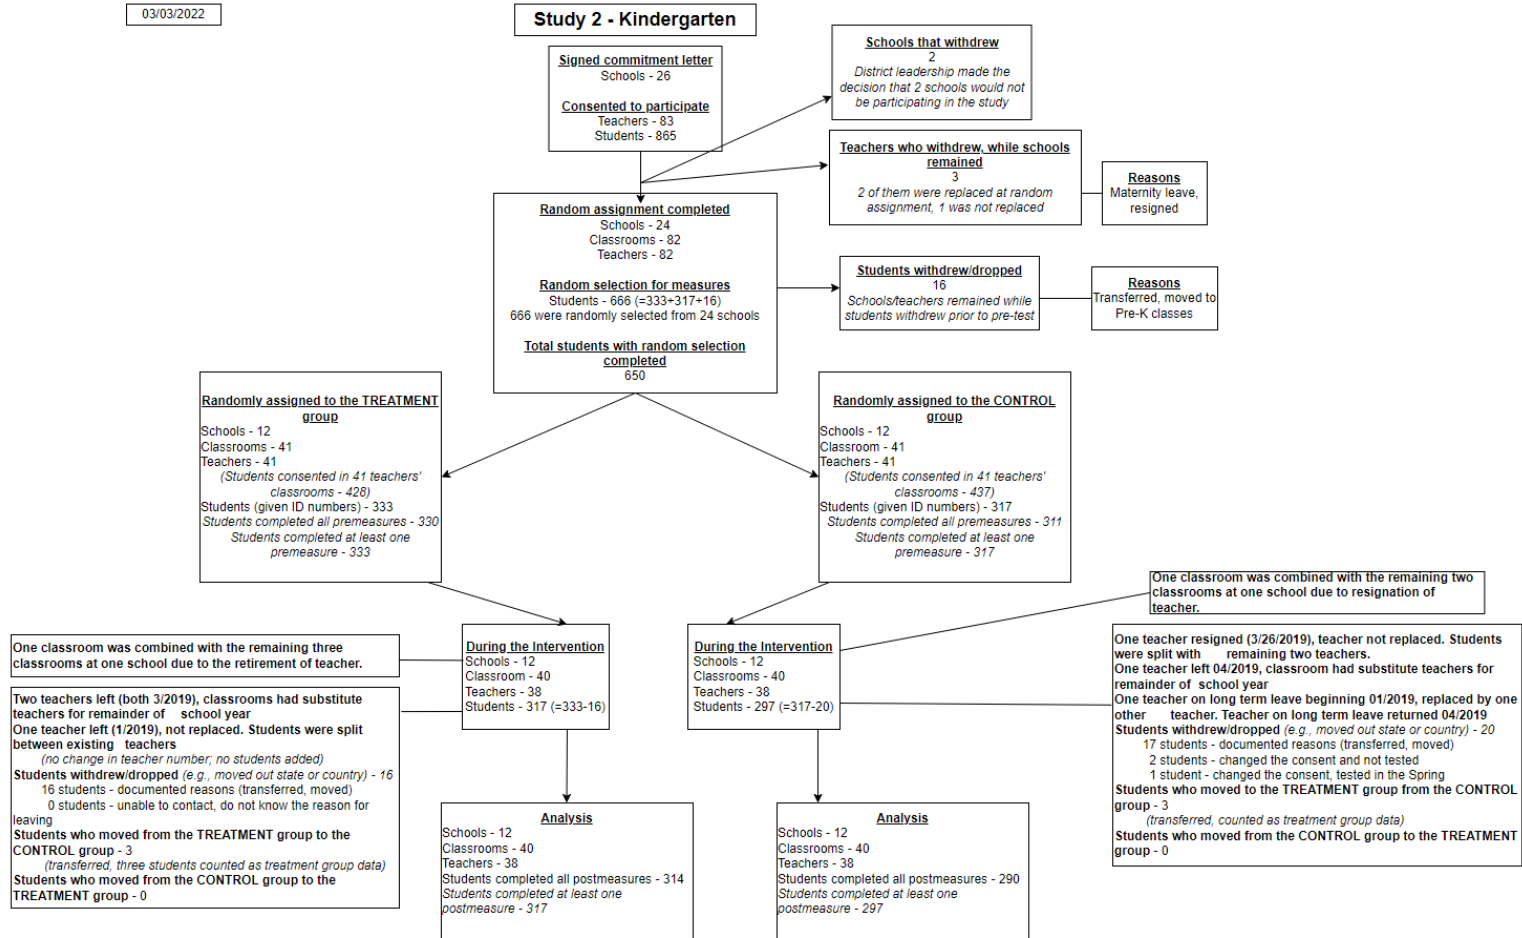 03/03/2022
Study 2 - Kindergarten
Signed commitment letter
Schools - 26
Consented to participate
Teachers - 83
Students - 865
Schools that withdrew
2
District leadership made the
decision that 2 schools would not
be participating in the study
Teachers who withdrew, while schools
remained
3
2 of them were replaced at random
assignment, 1 was not replaced
Reasons
Maternity leave,
resigned
Random assignment completed
Schools - 24
Classrooms - 82
Teachers - 82
Random selection for measures
Students - 666 (=333+317+16)
666 were randomly selected from 24 schools
Total students with random selection
completed
650
Students withdrew/dropped
16
Schools/teachers remained while
students withdrew prior to pre-test
Reasons
Transferred, moved to
Pre-K classes
Randomly assigned to the TREATMENT
group
Schools - 12
Classrooms - 41
Teachers - 41
(Students consented in 41 teachers'
classrooms - 428)
Students (given ID numbers) - 333
Students completed all premeasures - 330
Students completed at least one
premeasure - 333
Randomly assigned to the CONTROL
group
Schools - 12
Classroom - 41
Teachers - 41
(Students consented in 41 teachers'
classrooms - 437)
Students (given ID numbers) - 317
Students completed all premeasures - 311
Students completed at least one
premeasure - 317
One classroom was combined with the remaining three
classrooms at one school due to the retirement of teacher.
Two teachers left (both 3/2019), classrooms had substitute
teachers for remainder of school year
One teacher left (1/2019), not replaced. Students were split
between existing teachers
(no change in teacher number; no students added)
Students withdrew/dropped (e.g., moved out state or country) - 16
16 students - documented reasons (transferred, moved)
0 students - unable to contact, do not know the reason for
leaving
Students who moved from the TREATMENT group to the
CONTROL group - 3
(transferred, three students counted as treatment group data)
Students who moved from the CONTROL group to the
TREATMENT group - 0
During the Intervention
Schools - 12
Classroom - 40
Teachers - 38
Students - 317 (=333-16)
During the Intervention
Schools - 12
Classroom - 40
Teachers - 38
Students - 297 (=317-20)
One classroom was combined with the remaining two
classrooms at one school due to resignation of
teacher.
One teacher resigned (3/26/2019), teacher not replaced. Students
were split with remaining two teachers.
One teacher left 04/2019, classroom had substitute teachers for
remainder of school year
One teacher on long term leave beginning 01/2019, replaced by one
other teacher. Teacher on long term leave returned 04/2019
Students withdrew/dropped (e.g., moved out state or country) - 20
17 students - documented reasons (transferred, moved)
2 students - changed the consent and not tested
1 student - changed the consent, tested in the Spring
Students who moved to the TREATMENT group from the CONTROL
group - 3
(transferred, counted as treatment group data)
Students who moved from the CONTROL group to the TREATMENT
group - 0
Analysis
Schools - 12
Classrooms - 40
Teachers - 38
Students completed all postmeasures - 314
Students completed at least one
postmeasure - 317
Analysis
Schools - 12
Classrooms - 40
Teachers - 38
Students completed all postmeasures - 290
Students completed at least one
postmeasure - 297